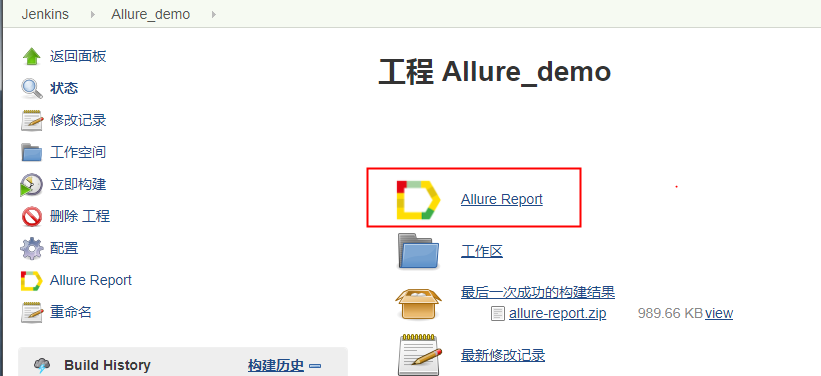 Jenkins Allure_demo
返回面板
状态
修改记录
工作空间
立即构建
删除 工程
配置
Allure Report
重命名
Build History 构建历史
工程 Allure_demo
Allure Report
工作区
最后一次成功的构建结果
allure-report.zip 989.66 KB view
最新修改记录